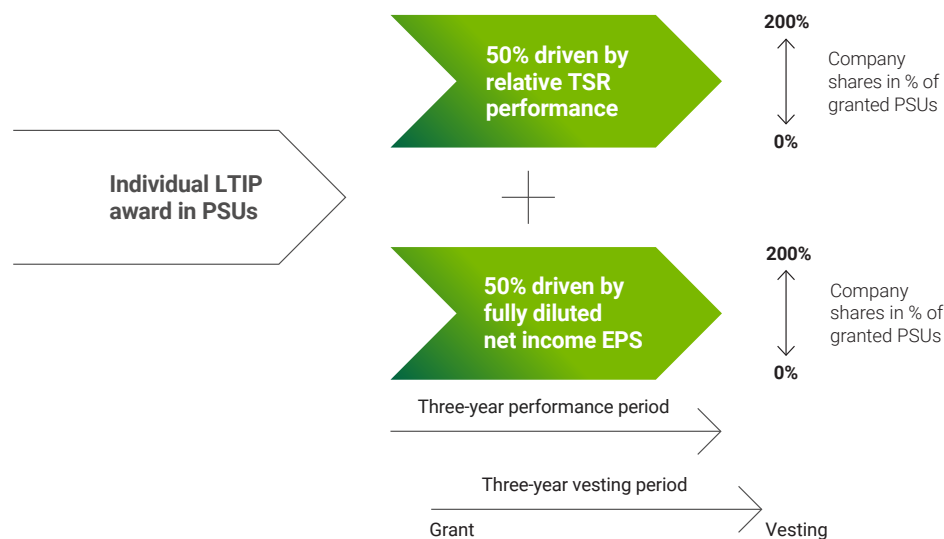 Individual LTIP
award in PSUs
50% driven by
relative TSR
performance
200%
Company
shares in % of
granted PSUs
0%
50% driven by
fully diluted
net income EPS
200%
Company
shares in % of
granted PSUs
0%
Three-year performance period
Three-year vesting period
Grant
Vesting